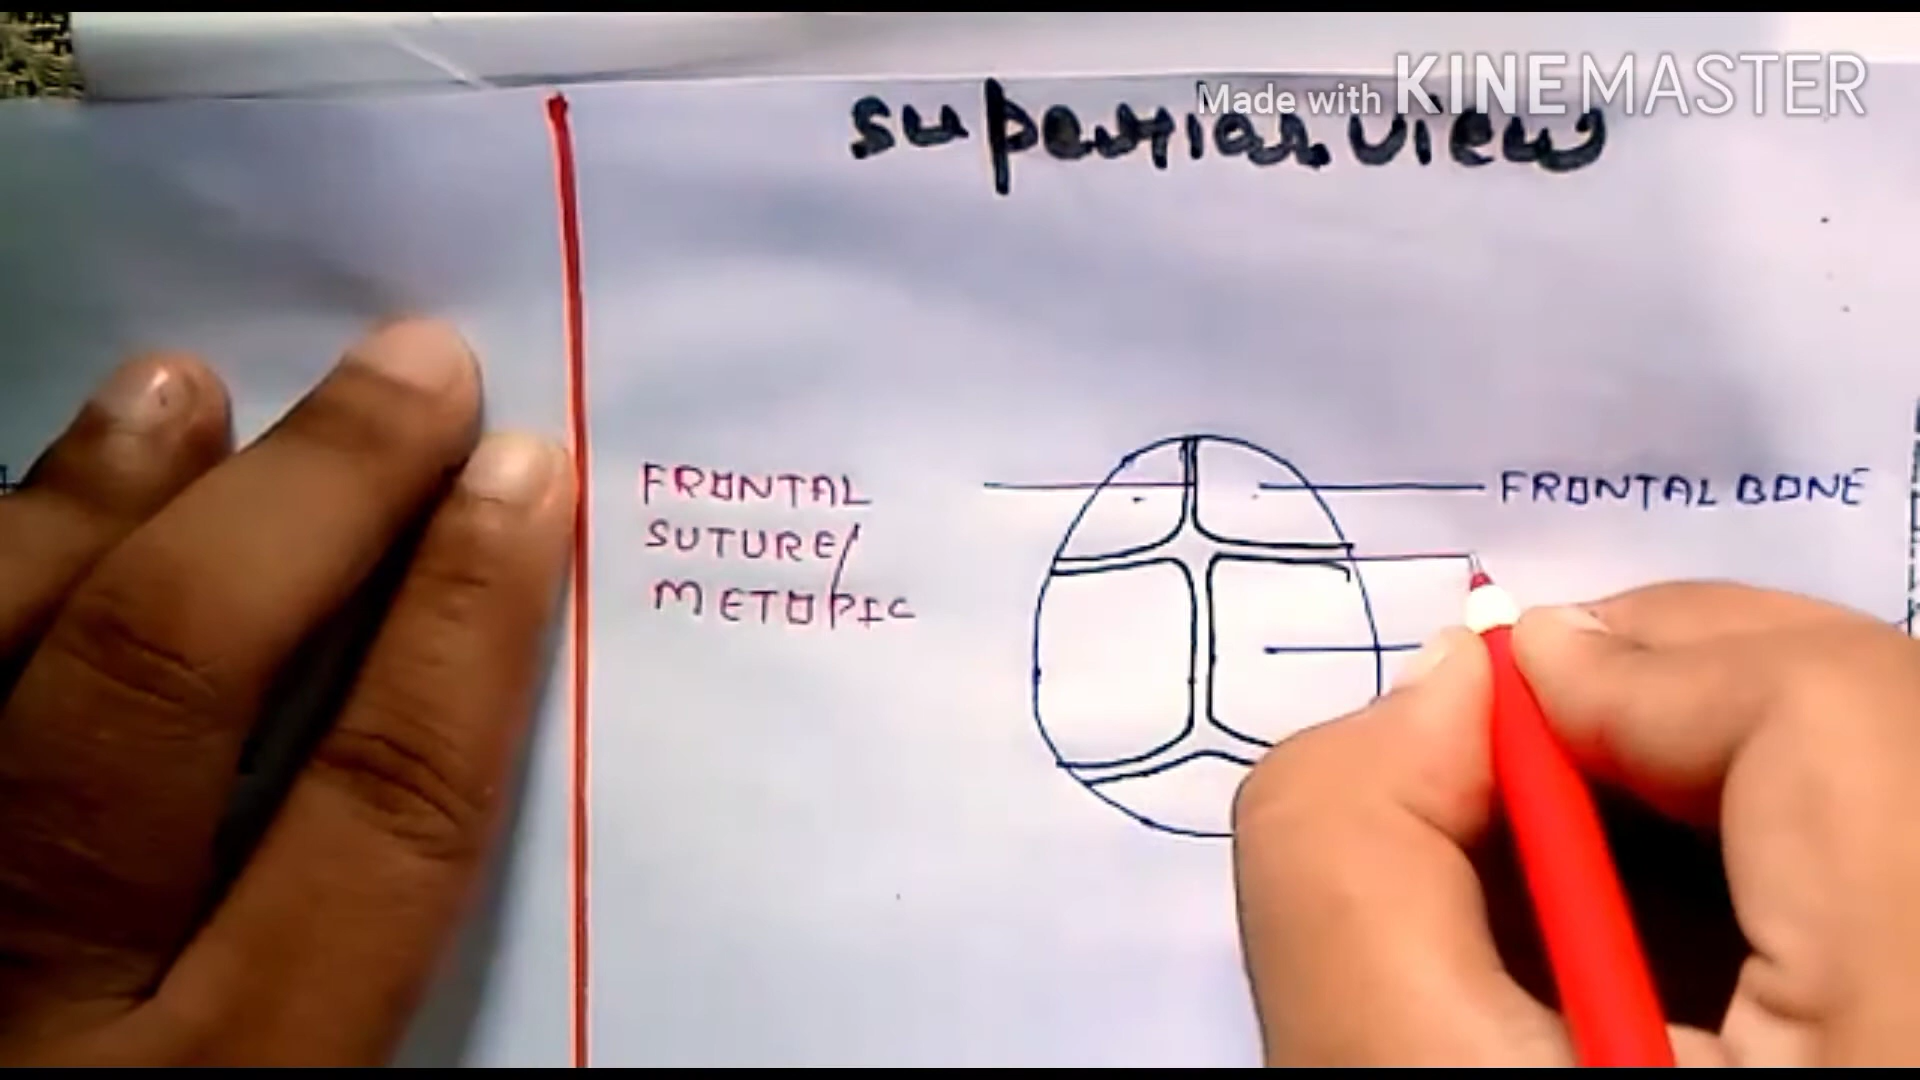 Made with KINEMASTER
superior view
FRONTAL
SUTURE/
METOPIC
FRONTAL BONE